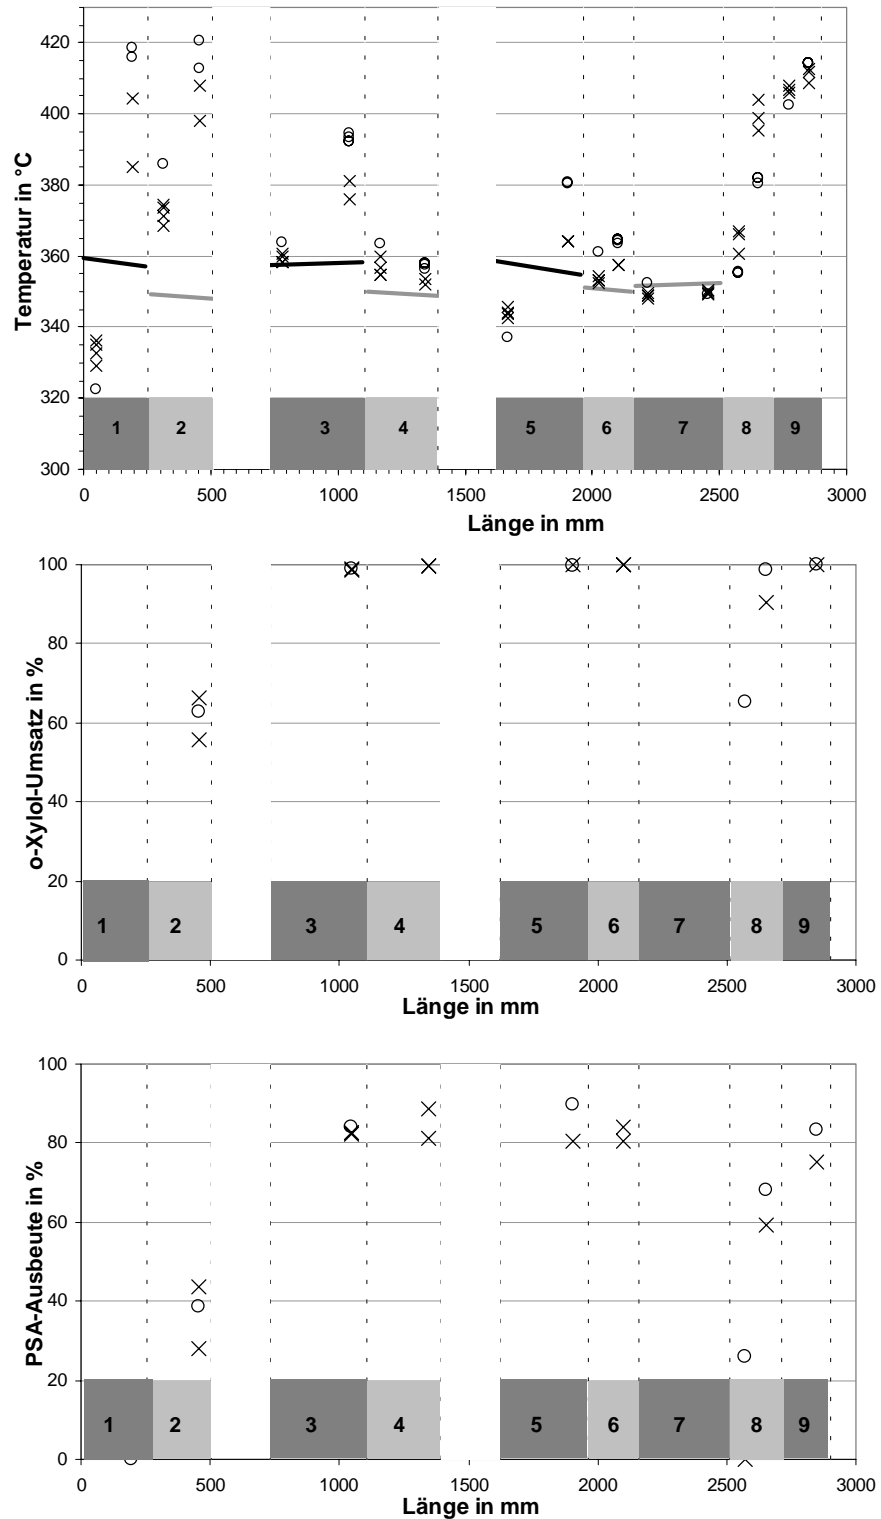 420
400
380
360
340
320
300
Temperatur in °C
1 2 3 4 5 6 7 8 9
0 500 1000 1500 2000 2500 3000
Länge in mm
100
80
60
40
20
0
o-Xylol-Umsatz in %
1 2 3 4 5 6 7 8 9
0 500 1000 1500 2000 2500 3000
Länge in mm
100
80
60
40
20
0
PSA-Ausbeute in %
1 2 3 4 5 6 7 8 9
0 500 1000 1500 2000 2500 3000
Länge in mm